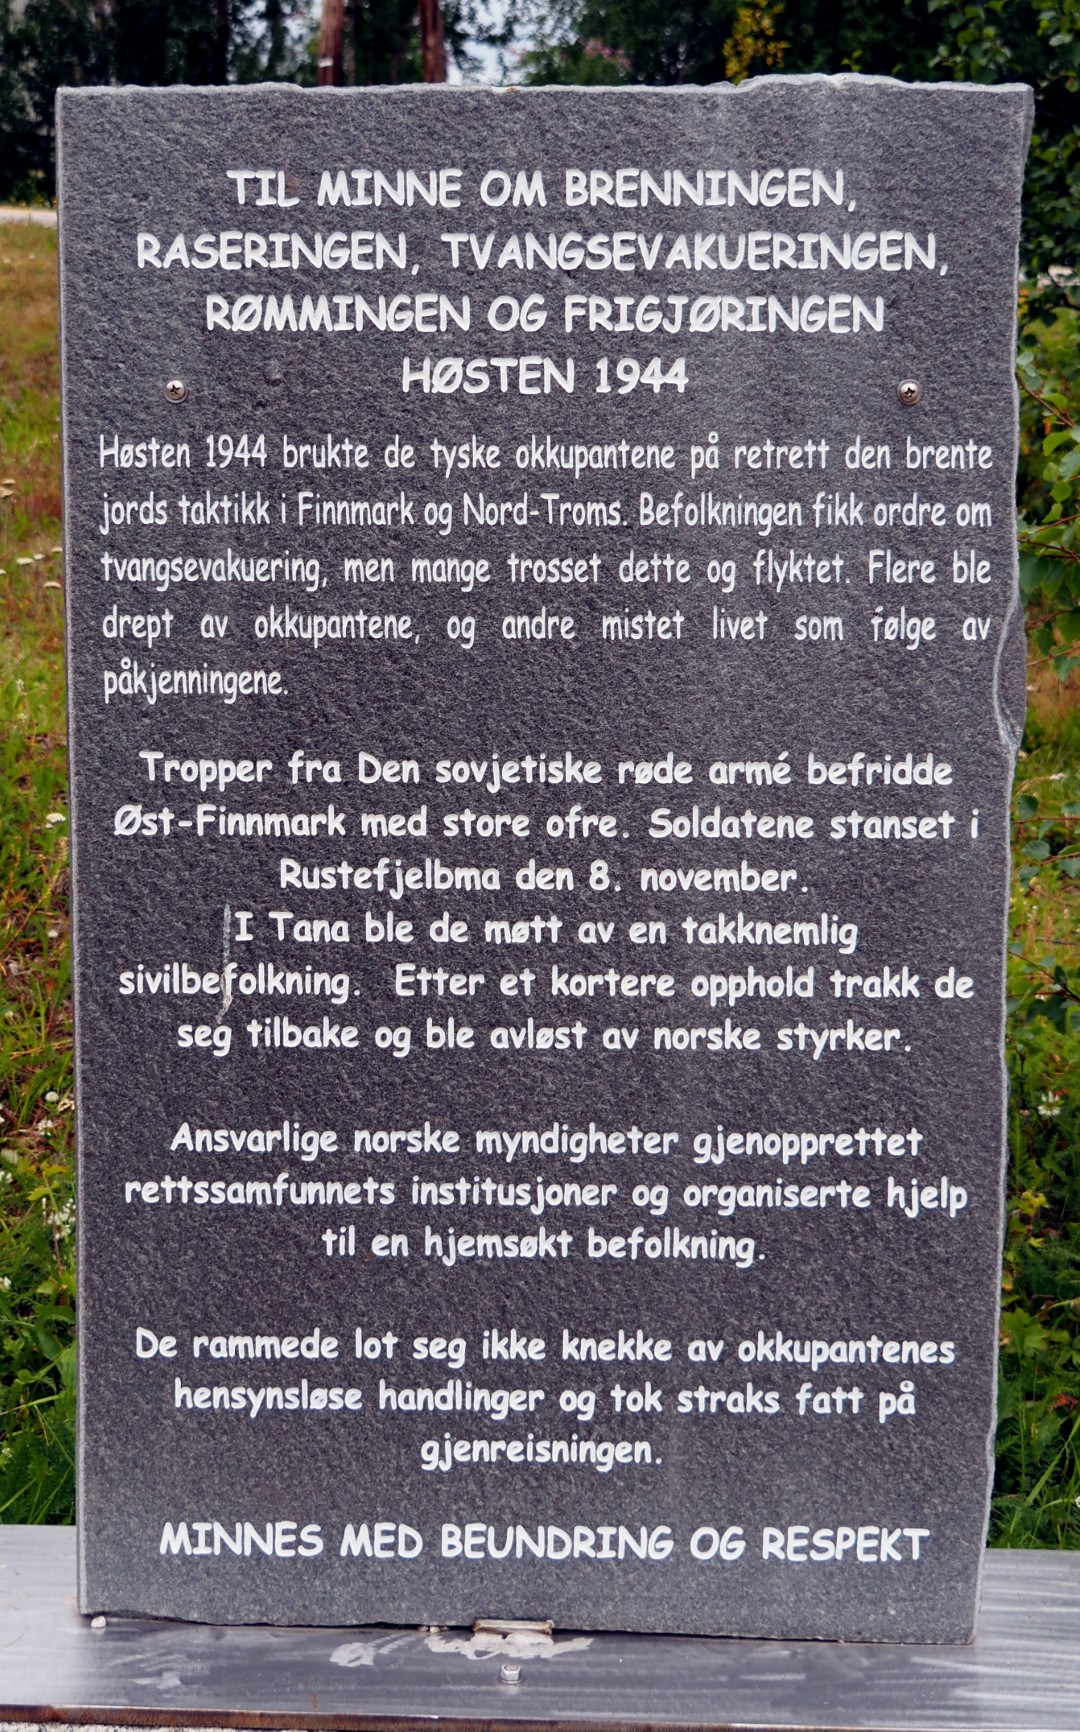 TIL MINNE OM BRENNINGEN,
RASERINGEN, TVANGSEVAKUERINGEN,
RØMMINGEN OG FRIGJØRINGEN
HØSTEN 1944
Høsten 1944 brukte de tyske okkupantene på retrett den brente
jords taktikk i Finnmark og Nord-Troms. Befolkningen fikk ordre om
tvangsevakuering, men mange trosset dette og flyktet. Flere ble
drept av okkupantene, og andre mistet livet som følge av
påkjenningene.
Tropper fra Den sovjetiske røde armé befridde
Øst-Finnmark med store ofre. Soldatene stanset i
Rustefjelbma den 8. november.
I Tana ble de møtt av en takknemlig
sivilbefolkning. Etter et kortere opphold trakk de
seg tilbake og ble avløst av norske styrker.
Ansvarlige norske myndigheter gjenopprettet
rettssamfunnets institusjoner og organiserte hjelp
til en hjemsøkt befolkning.
De rammede lot seg ikke knekke av okkupantenes
hensynsløse handlinger og tok straks fatt på
gjenreisningen.
MINNES MED BEUNDRING OG RESPEKT